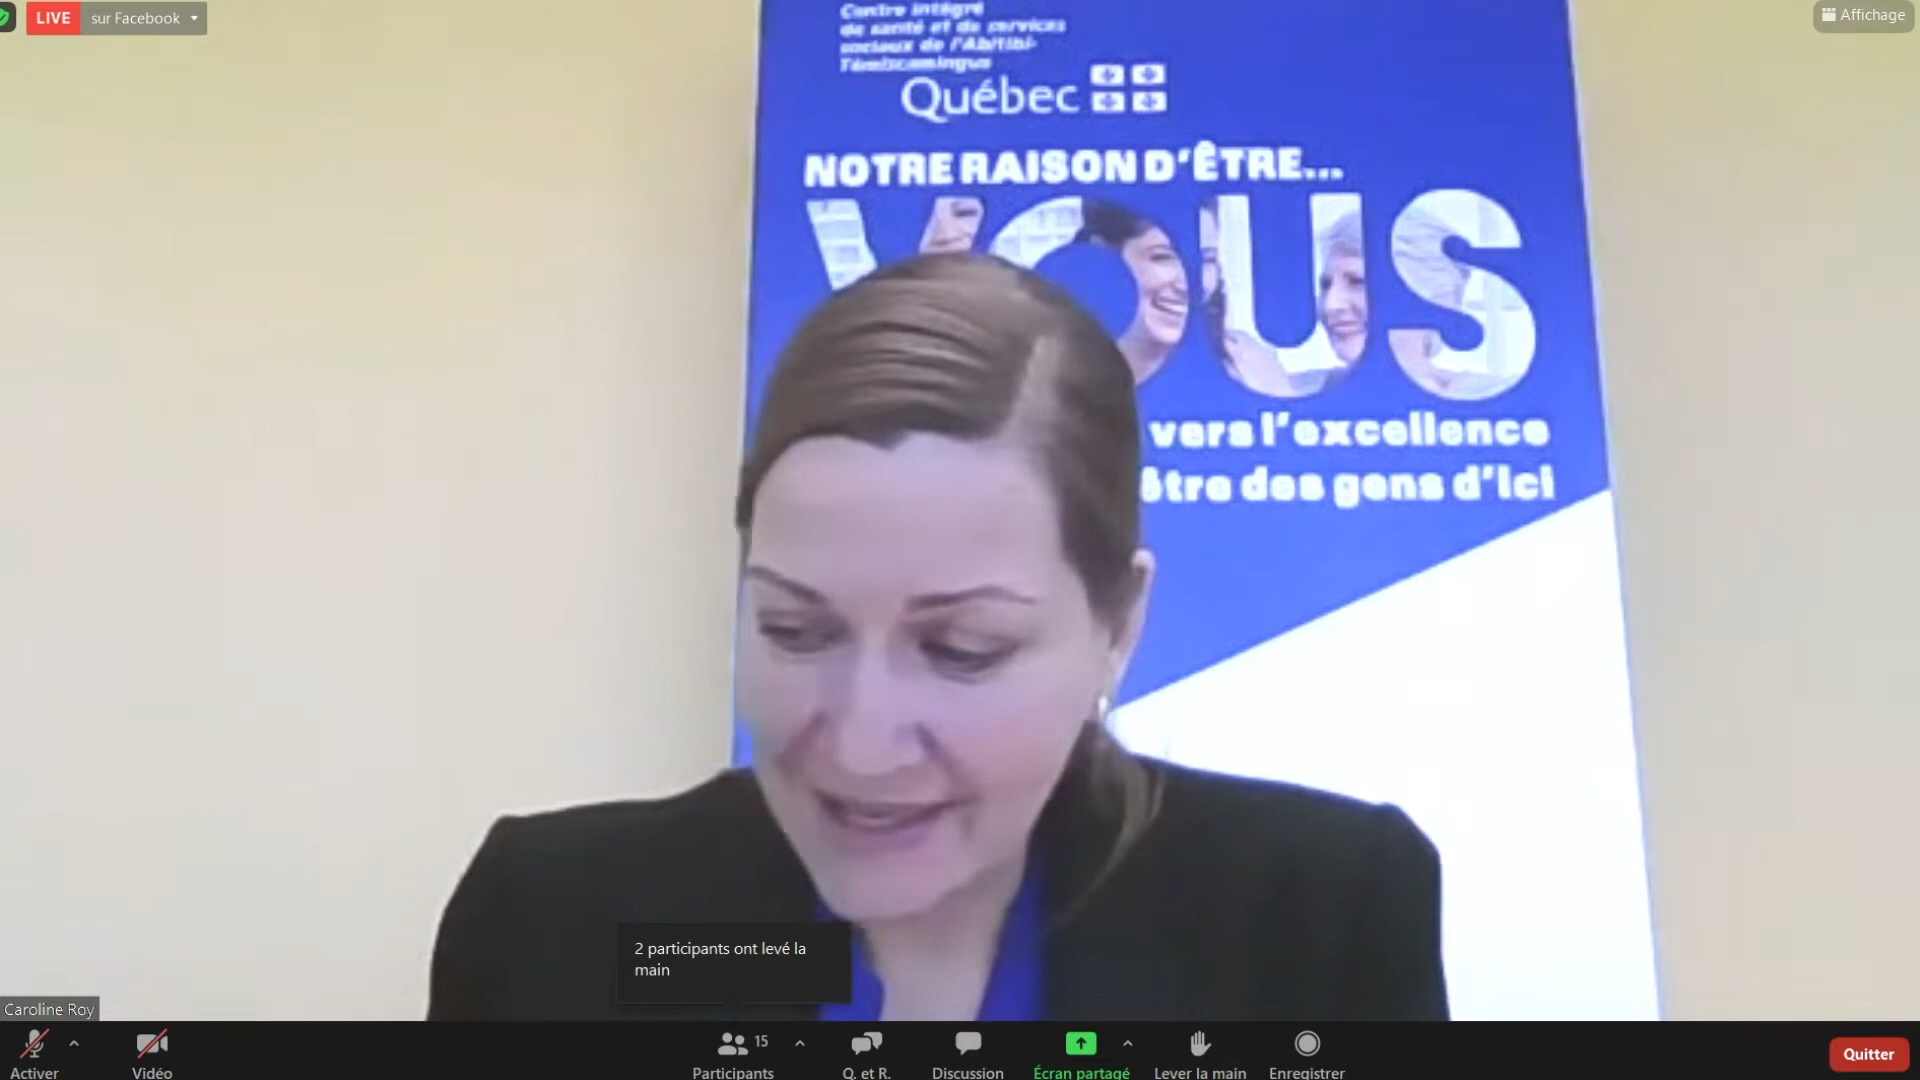 LIVE sur Facebook
Affichage
Centre intégré
de santé et de services
sociaux de l'Abitibi-
Témiscamingue
Québec
NOTRE RAISON D'ÊTRE...
VOUS
vers l'excellence
être des gens d'ici
2 participants ont levé la
main
Caroline Roy
Activer
Vidéo
Participants
15
Q. et R.
Discussion
Écran partagé
Lever la main
Enregistrer
Quitter